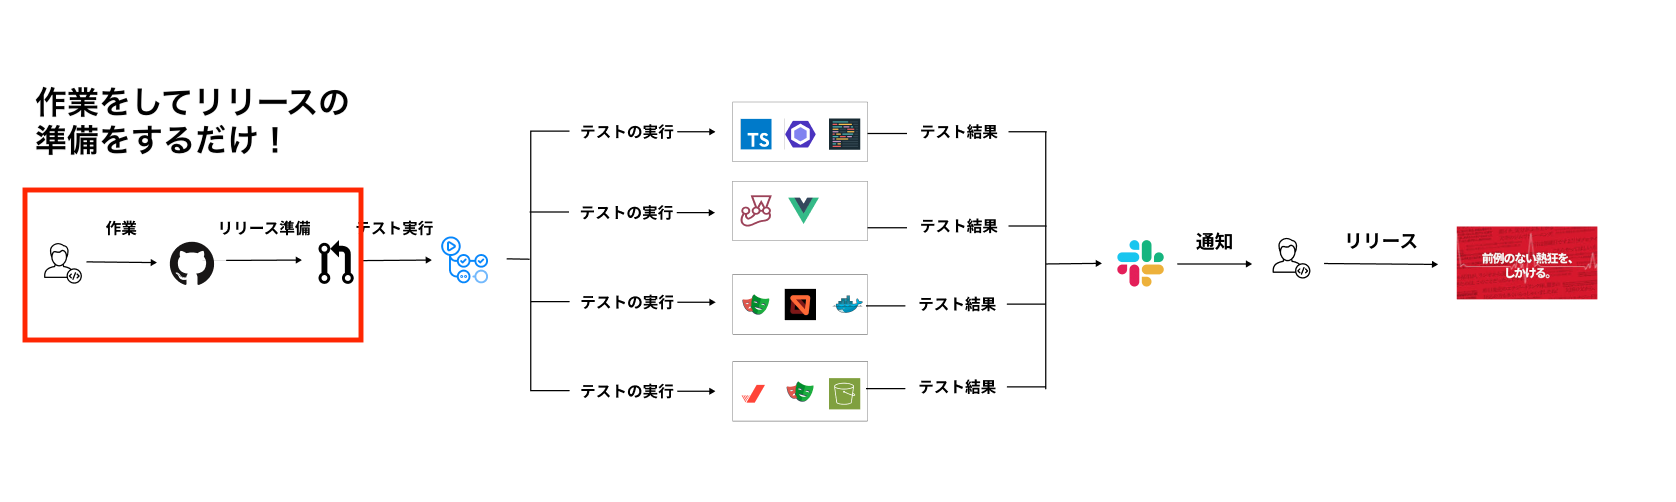 作業をしてリリースの
準備をするだけ！
作業
リリース準備
テスト実行
テストの実行
TS
テスト結果
テストの実行
テスト結果
テストの実行
テスト結果
テストの実行
テスト結果
通知
リリース
前例のない熱狂を、
しかける。